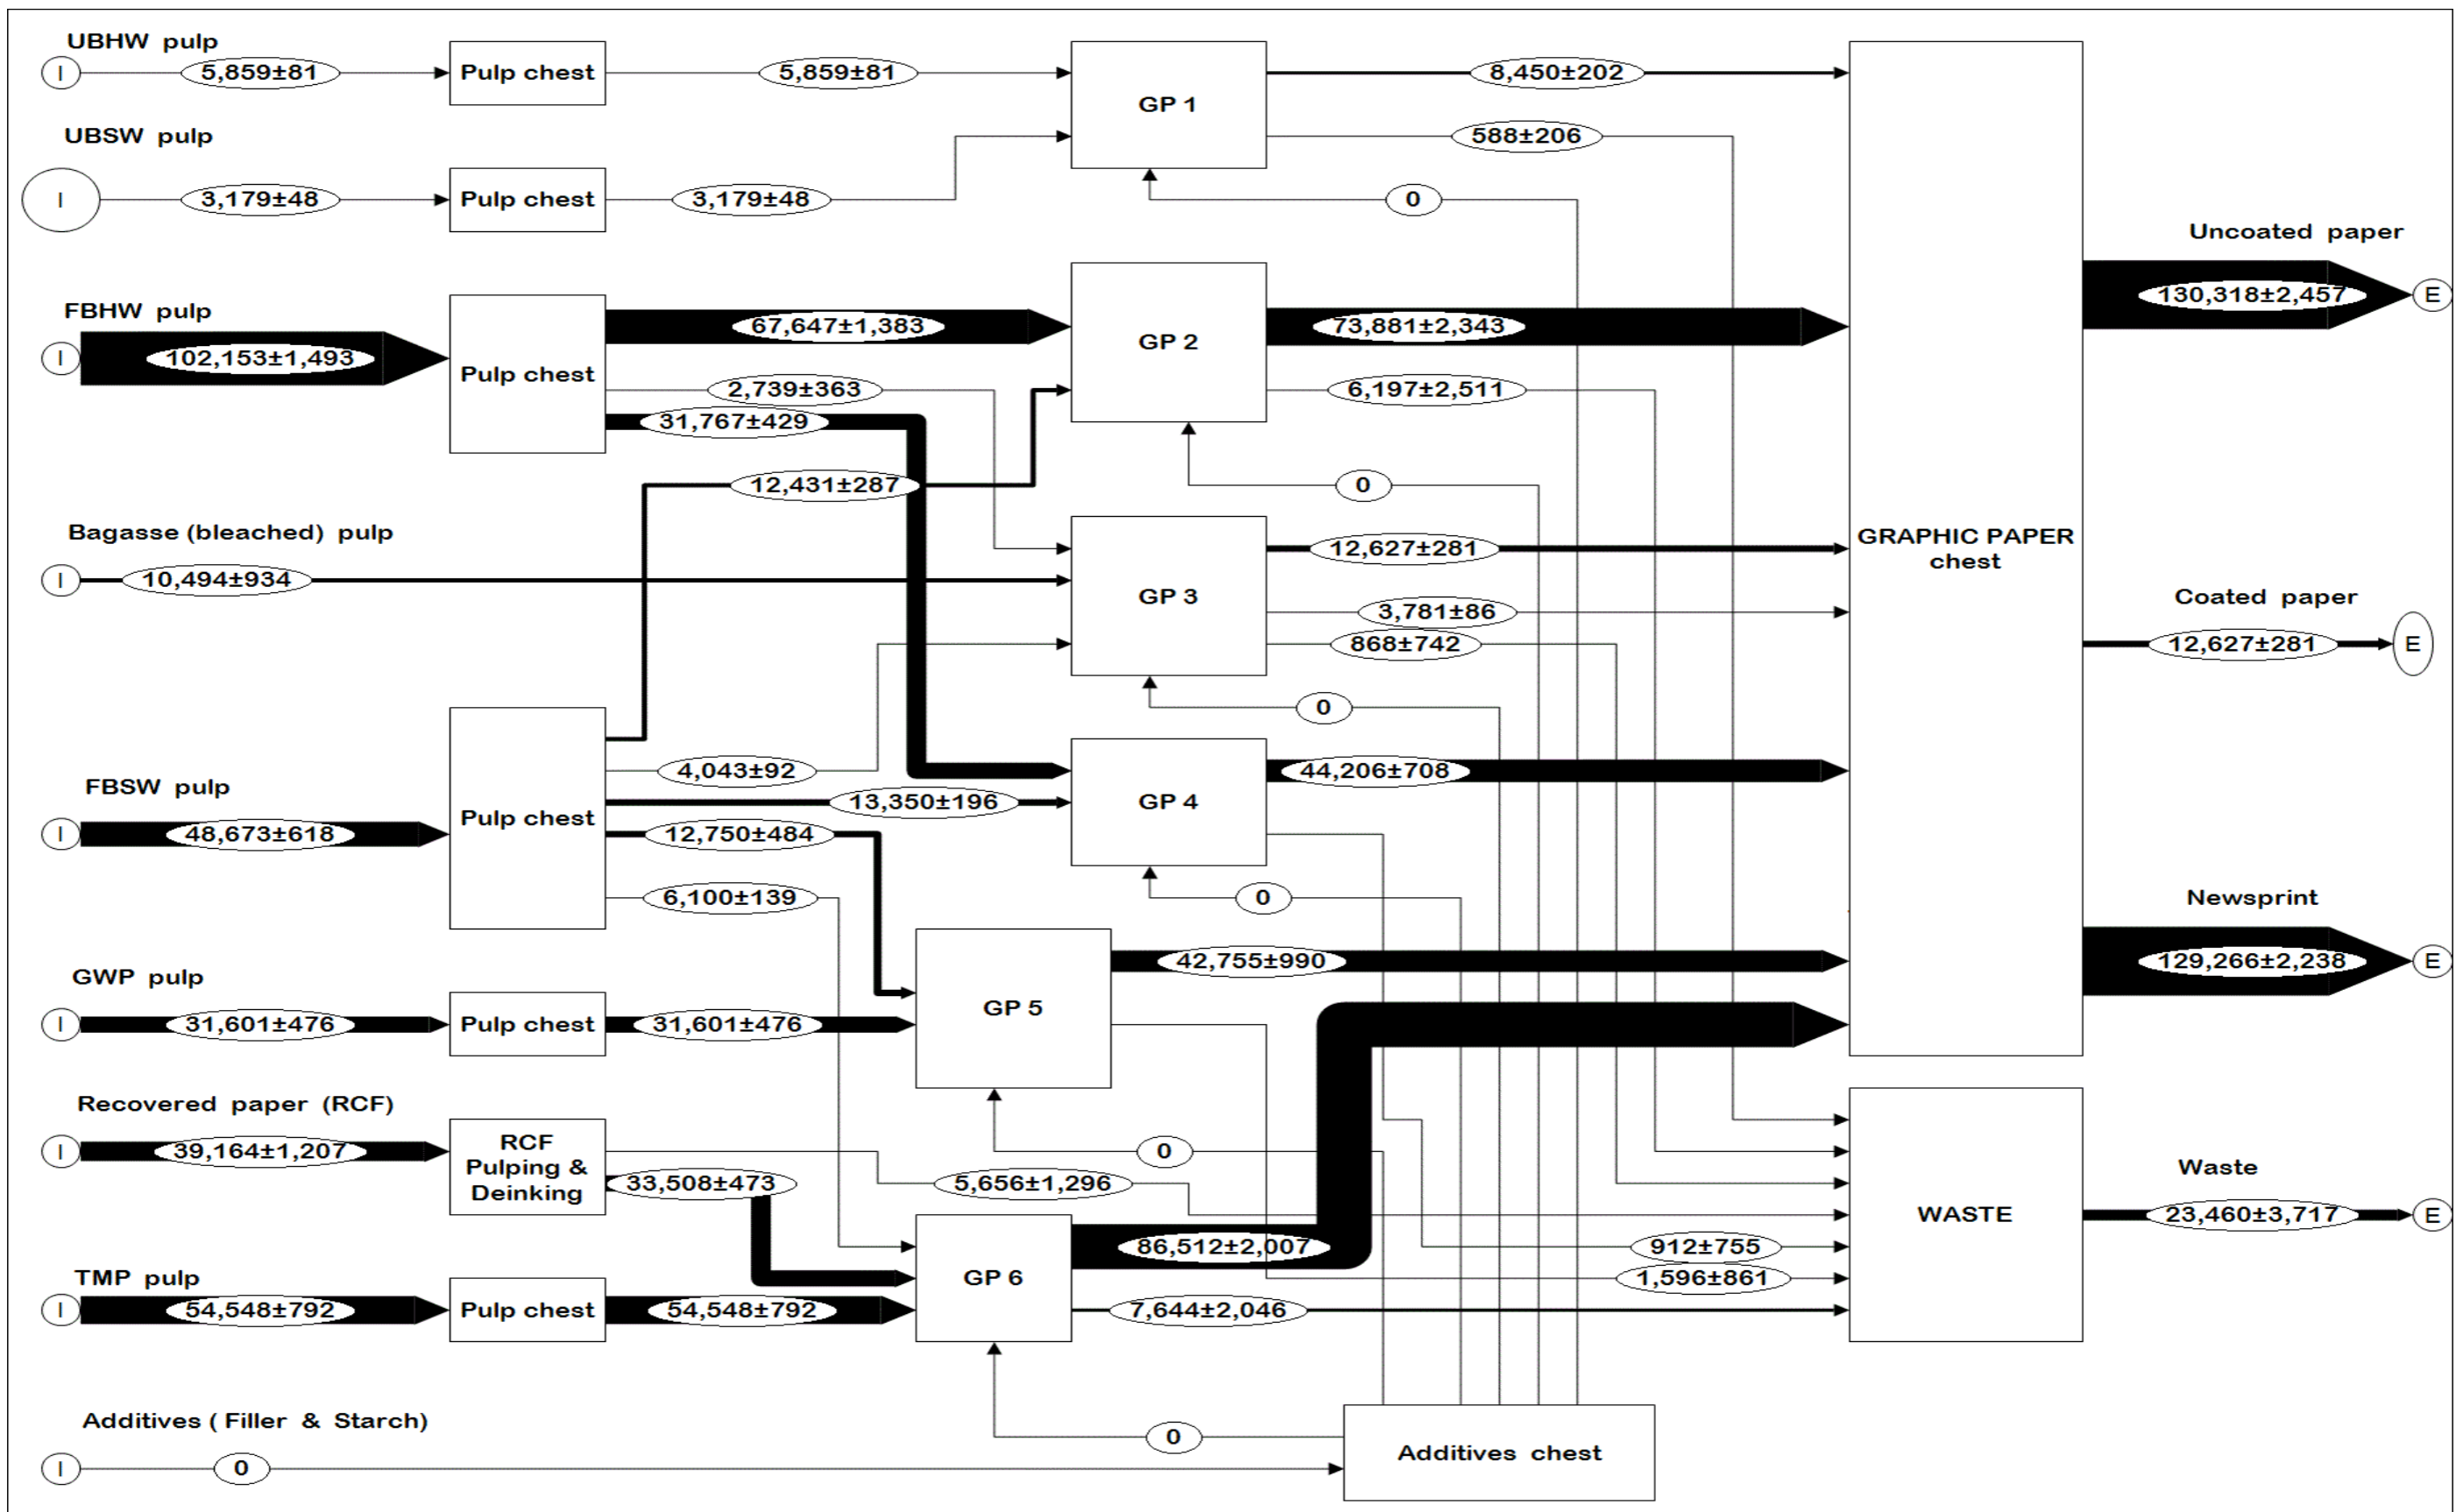 UBHW pulp
I 5,859±81 Pulp chest 5,859±81 GP 1 8,450±202
UBSW pulp
588±206
I 3,179±48 Pulp chest 3,179±48 0
Uncoated paper
FBHW pulp
I 102,153±1,493 Pulp chest 67,647±1,383 GP 2 73,881±2,343 130,318±2,457 E
2,739±363 6,197±2,511
31,767±429
12,431±287 0
Bagasse (bleached) pulp
I 10,494±934 GP 3 12,627±281 GRAPHIC PAPER
chest
3,781±86 Coated paper
868±742 12,627±281 E
0
4,043±92 44,206±708
FBSW pulp
13,350±196 GP 4
I 48,673±618 Pulp chest 12,750±484
6,100±139 0 Newsprint
42,755±990 129,266±2,238 E
GWP pulp
I 31,601±476 Pulp chest 31,601±476 GP 5
Recovered paper (RCF)
I 39,164±1,207 RCF
Pulping &
Deinking
0
33,508±473 5,656±1,296 Waste
WASTE 23,460±3,717 E
86,512±2,007 912±755
TMP pulp
GP 6 1,596±861
I 54,548±792 Pulp chest 54,548±792 7,644±2,046
Additives ( Filler & Starch)
0
I 0 Additives chest